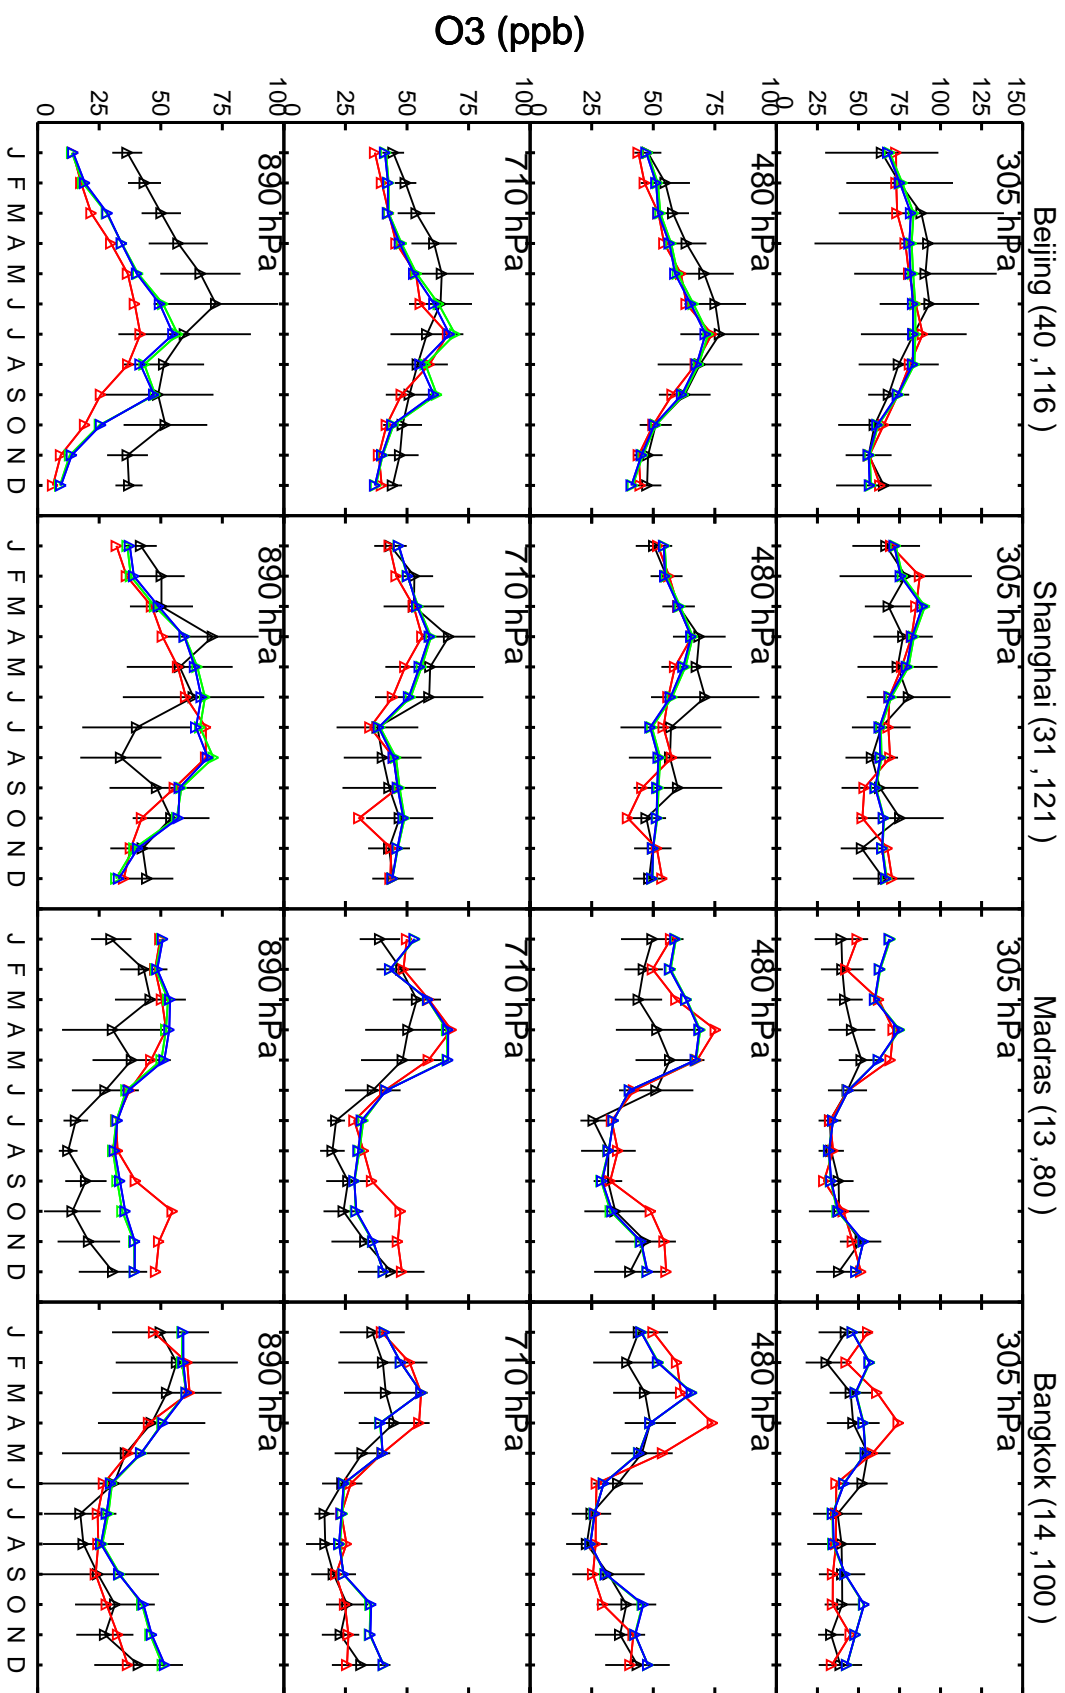 O3 (ppb)
Beijing (40 ,116 )
Shanghai (31 ,121 )
Madras (13 ,80 )
Bangkok (14 ,100 )
150
125
100
75
50
25
0
305 hPa
305 hPa
305 hPa
305 hPa
100
75
50
25
0
480 hPa
480 hPa
480 hPa
480 hPa
100
75
50
25
0
710 hPa
710 hPa
710 hPa
710 hPa
100
75
50
25
0
890 hPa
890 hPa
890 hPa
890 hPa
J F M A M J J A S O N D
J F M A M J J A S O N D
J F M A M J J A S O N D
J F M A M J J A S O N D